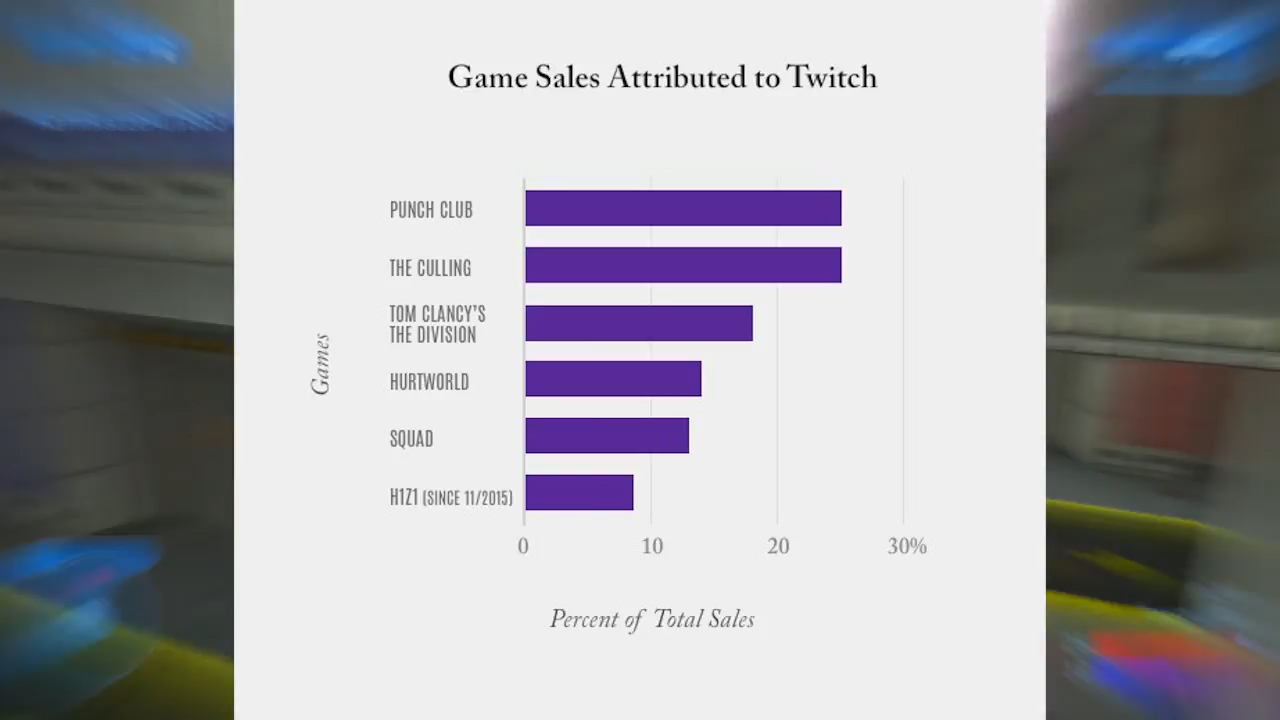 Game Sales Attributed to Twitch
PUNCH CLUB
THE CULLING
TOM CLANCY'S
THE DIVISION
Games
HURTWORLD
SQUAD
H1Z1 (SINCE 11/2015)
0 10 20 30%
Percent of Total Sales